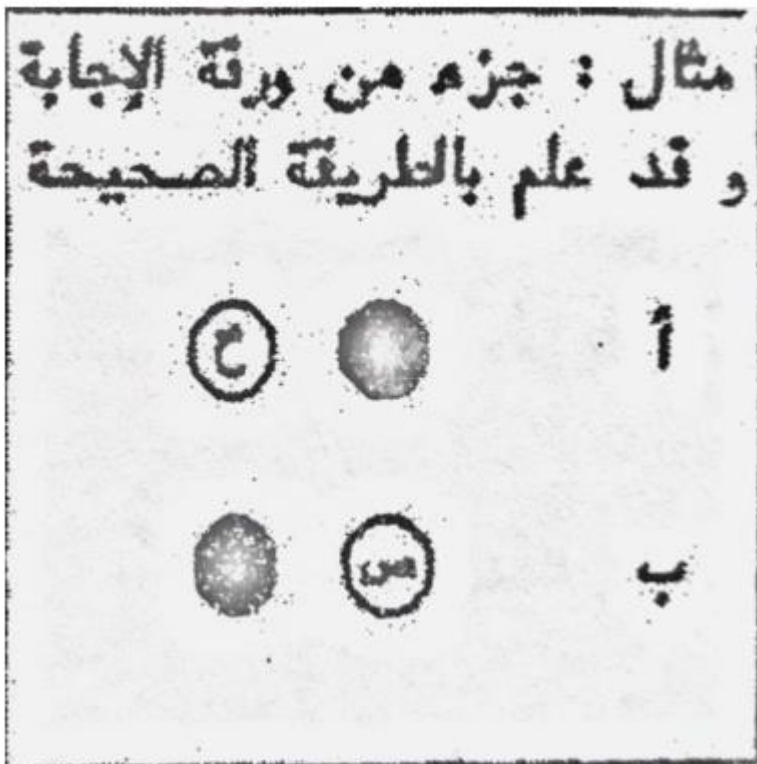 مثال : جزء من ورقة الإجابة
و قد علم بالطريقة الصحيحة
أ ح
ب ص